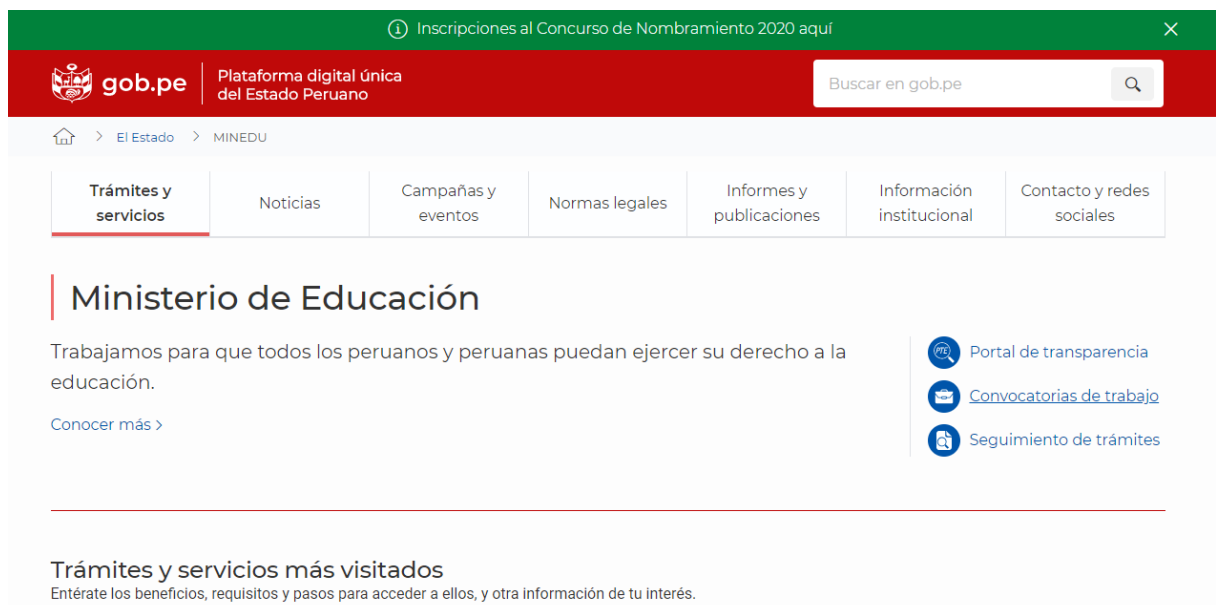 Inscripciones al Concurso de Nombramiento 2020 aquí
gob.pe
Plataforma digital única
del Estado Peruano
Buscar en gob.pe
El Estado > MINEDU
Trámites y
servicios
Noticias
Campañas y
eventos
Normas legales
Informes y
publicaciones
Información
institucional
Contacto y redes
sociales
Ministerio de Educación
Trabajamos para que todos los peruanos y peruanas puedan ejercer su derecho a la
educación.
Conocer más >
PTE
Portal de transparencia
Convocatorias de trabajo
Seguimiento de trámites
Trámites y servicios más visitados
Entérate los beneficios, requisitos y pasos para acceder a ellos, y otra información de tu interés.